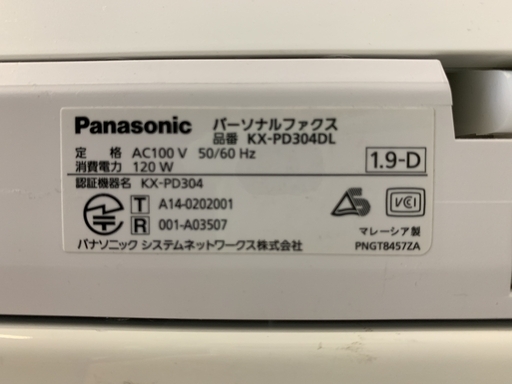 Panasonic パーソナルファクス
品番 KX-PD304DL
定 格 AC100 V 50/60 Hz
消費電力 120 W
1.9-D
認証機器名 KX-PD304
T A14-0202001
R 001-A03507
VCI
パナソニック システムネットワークス株式会社
マレーシア製
PNGT8457ZA